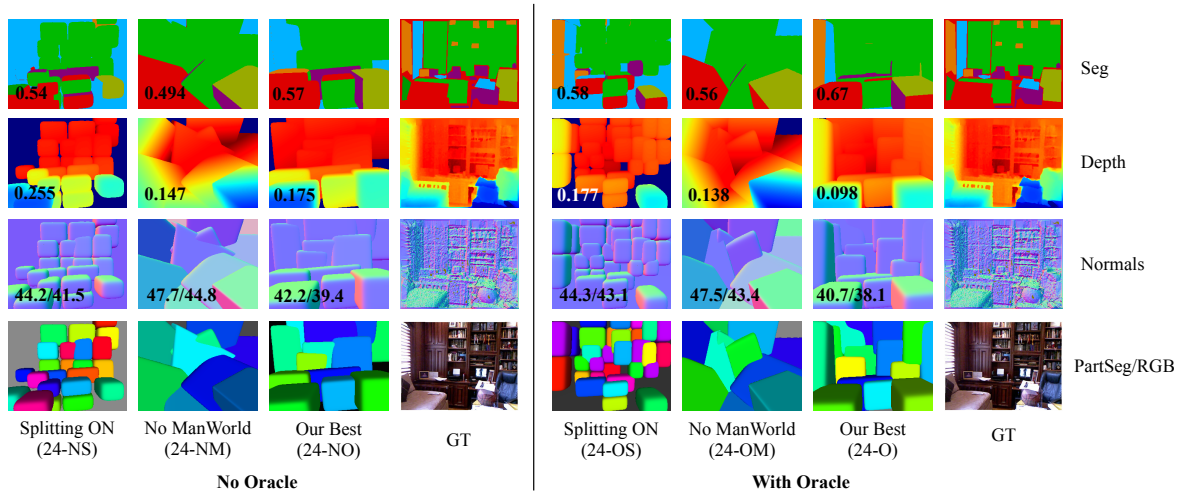 0.54 0.494 0.57 0.58 0.56 0.67 Seg
0.255 0.147 0.175 0.177 0.138 0.098 Depth
44.2/41.5 47.7/44.8 42.2/39.4 44.3/43.1 47.5/43.4 40.7/38.1 Normals
PartSeg/RGB
Splitting ON No ManWorld Our Best GT Splitting ON No ManWorld Our Best GT
(24-NS) (24-NM) (24-NO) (24-OS) (24-OM) (24-O)
No Oracle With Oracle